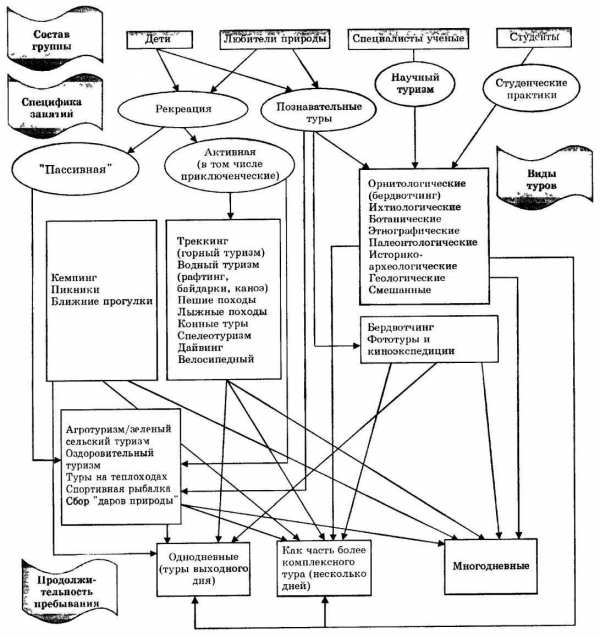 Состав
группы
Дети
Любители природы
Специалисты ученые
Студенты
Специфика
занятий
Рекреация
Познавательные
туры
Научный
туризм
Студенческие
практики
"Пассивная"
Активная
(в том числе
приключенческие)
Виды
туров
Кемпинг
Пикники
Ближние прогулки
Треккинг
(горный туризм)
Водный туризм
(рафтинг,
байдарки, каноэ)
Пешие походы
Лыжные походы
Конные туры
Спелеотуризм
Дайвинг
Велосипедный
Орнитологические
(бердвотчинг)
Ихтиологические
Ботанические
Этнографические
Палеонтологические
Историко-
археологические
Геологические
Смешанные
Бердвотчинг
Фототуры и
киноэкспедиции
Агротуризм/зеленый
сельский туризм
Оздоровительный
туризм
Туры на теплоходах
Спортивная рыбалка
Сбор "даров природы"
Продолжи-
тельность
пребывания
Однодневные
(туры выходного
дня)
Как часть более
комплексного
тура (несколько
дней)
Многодневные